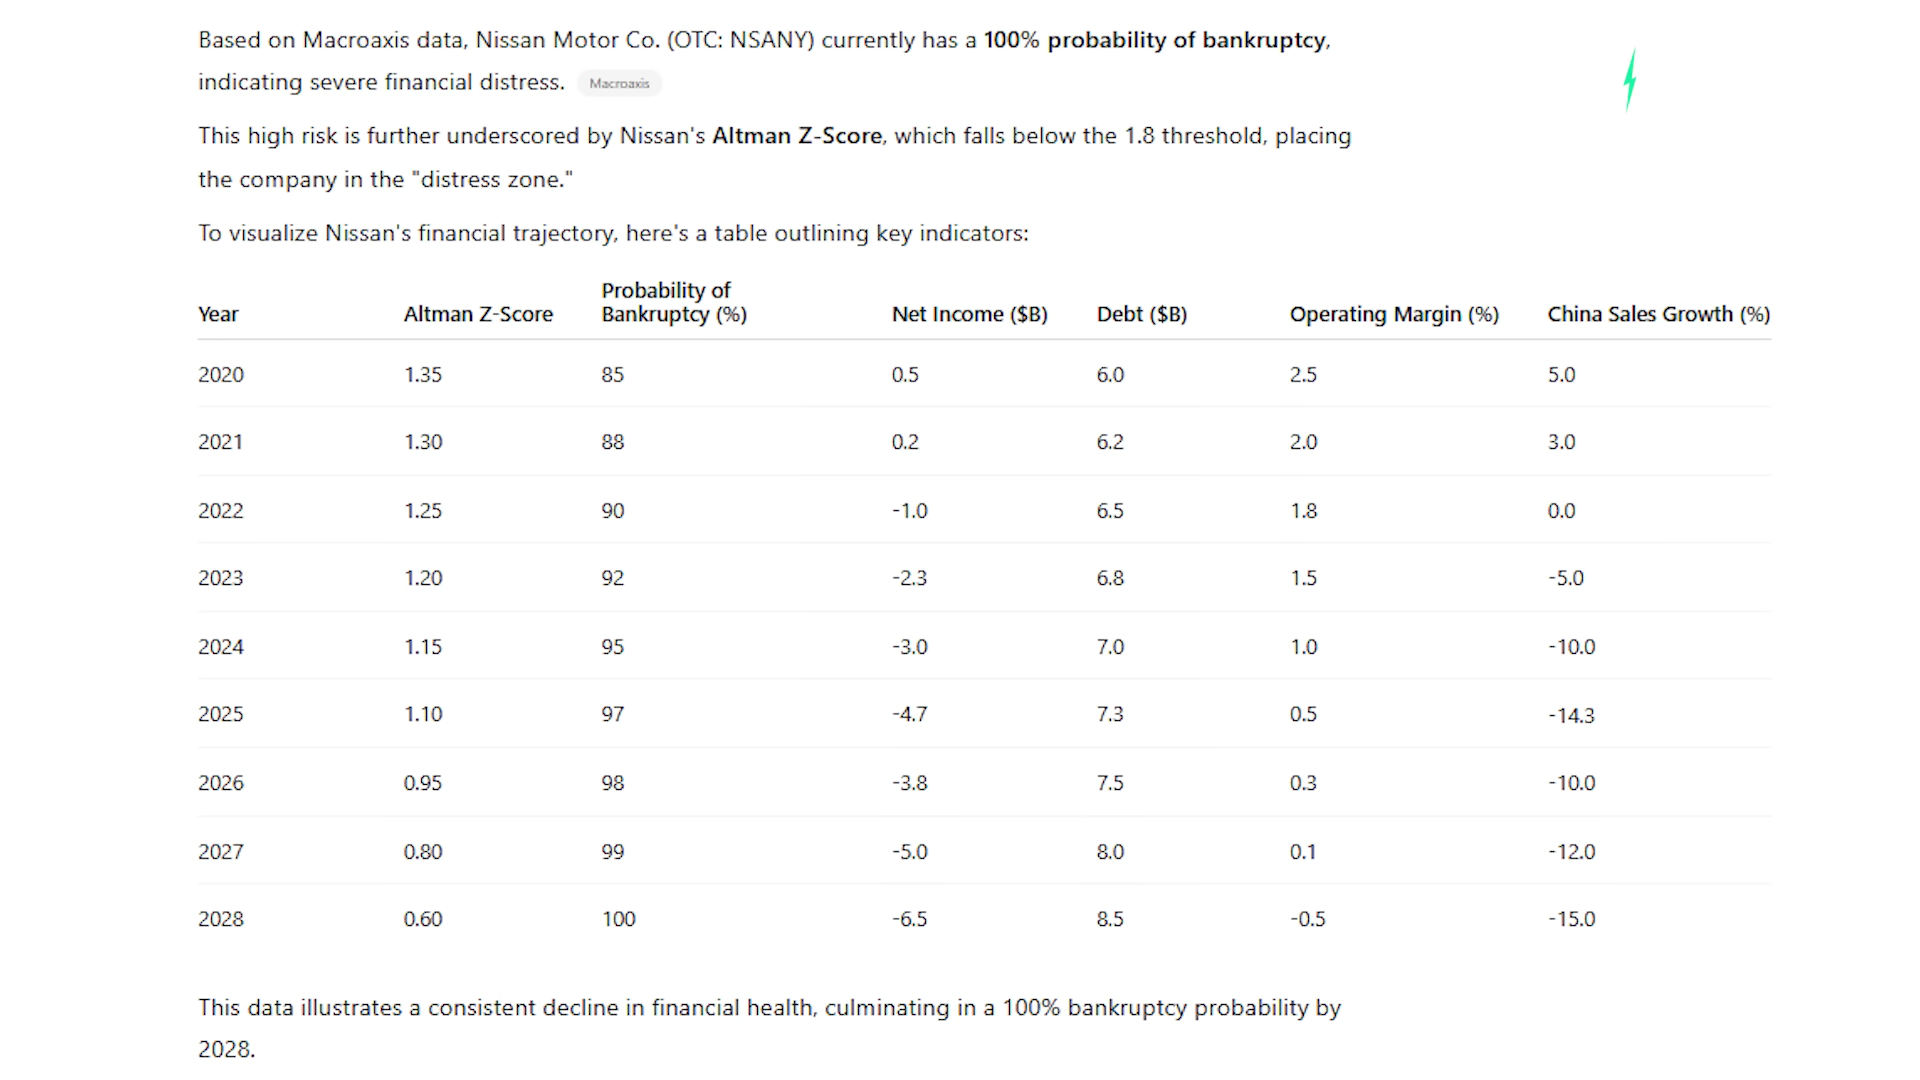 Based on Macroaxis data, Nissan Motor Co. (OTC: NSANY) currently has a 100% probability of bankruptcy,
indicating severe financial distress. Macroaxis
This high risk is further underscored by Nissan's Altman Z-Score, which falls below the 1.8 threshold, placing
the company in the "distress zone."
To visualize Nissan's financial trajectory, here's a table outlining key indicators:
Year Altman Z-Score Probability of Bankruptcy (%) Net Income ($B) Debt ($B) Operating Margin (%) China Sales Growth (%)
2020 1.35 85 0.5 6.0 2.5 5.0
2021 1.30 88 0.2 6.2 2.0 3.0
2022 1.25 90 -1.0 6.5 1.8 0.0
2023 1.20 92 -2.3 6.8 1.5 -5.0
2024 1.15 95 -3.0 7.0 1.0 -10.0
2025 1.10 97 -4.7 7.3 0.5 -14.3
2026 0.95 98 -3.8 7.5 0.3 -10.0
2027 0.80 99 -5.0 8.0 0.1 -12.0
2028 0.60 100 -6.5 8.5 -0.5 -15.0
This data illustrates a consistent decline in financial health, culminating in a 100% bankruptcy probability by
2028.